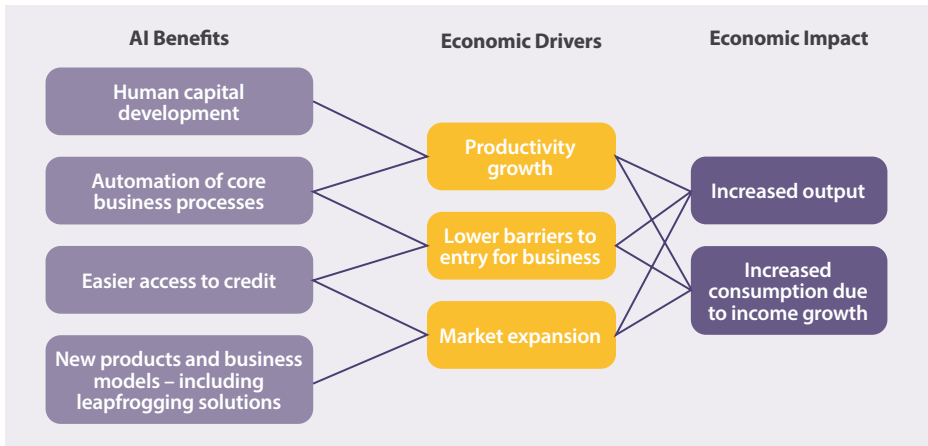 AI Benefits
Economic Drivers
Economic Impact
Human capital
development
Automation of core
business processes
Easier access to credit
New products and business
models – including
leapfrogging solutions
Productivity
growth
Lower barriers to
entry for business
Market expansion
Increased output
Increased
consumption due
to income growth